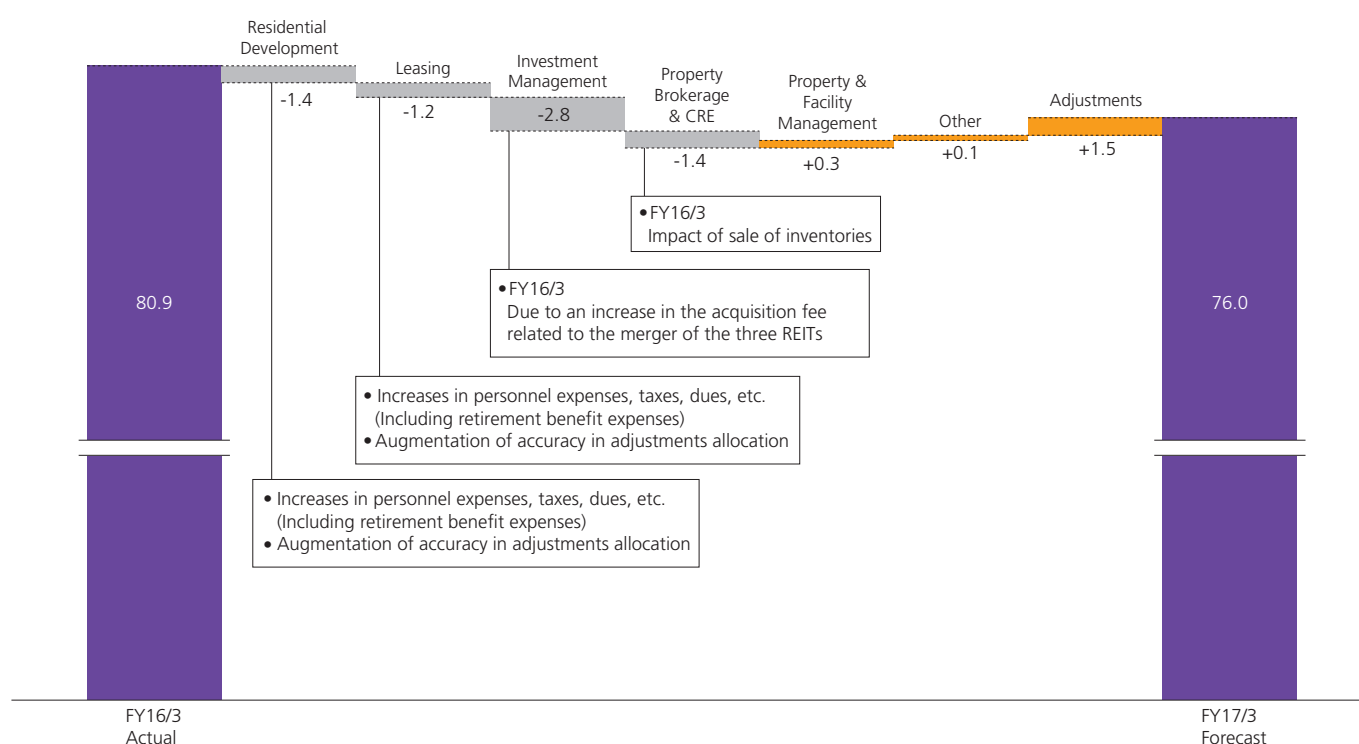 Residential
Development
-1.4
Leasing
-1.2
Investment
Management
-2.8
Property
Brokerage
& CRE
-1.4
Property &
Facility
Management
+0.3
Other
+0.1
Adjustments
+1.5
•FY16/3
Impact of sale of inventories
•FY16/3
Due to an increase in the acquisition fee
related to the merger of the three REITs
• Increases in personnel expenses, taxes, dues, etc.
(Including retirement benefit expenses)
• Augmentation of accuracy in adjustments allocation
• Increases in personnel expenses, taxes, dues, etc.
(Including retirement benefit expenses)
• Augmentation of accuracy in adjustments allocation
80.9
76.0
FY16/3
Actual
FY17/3
Forecast